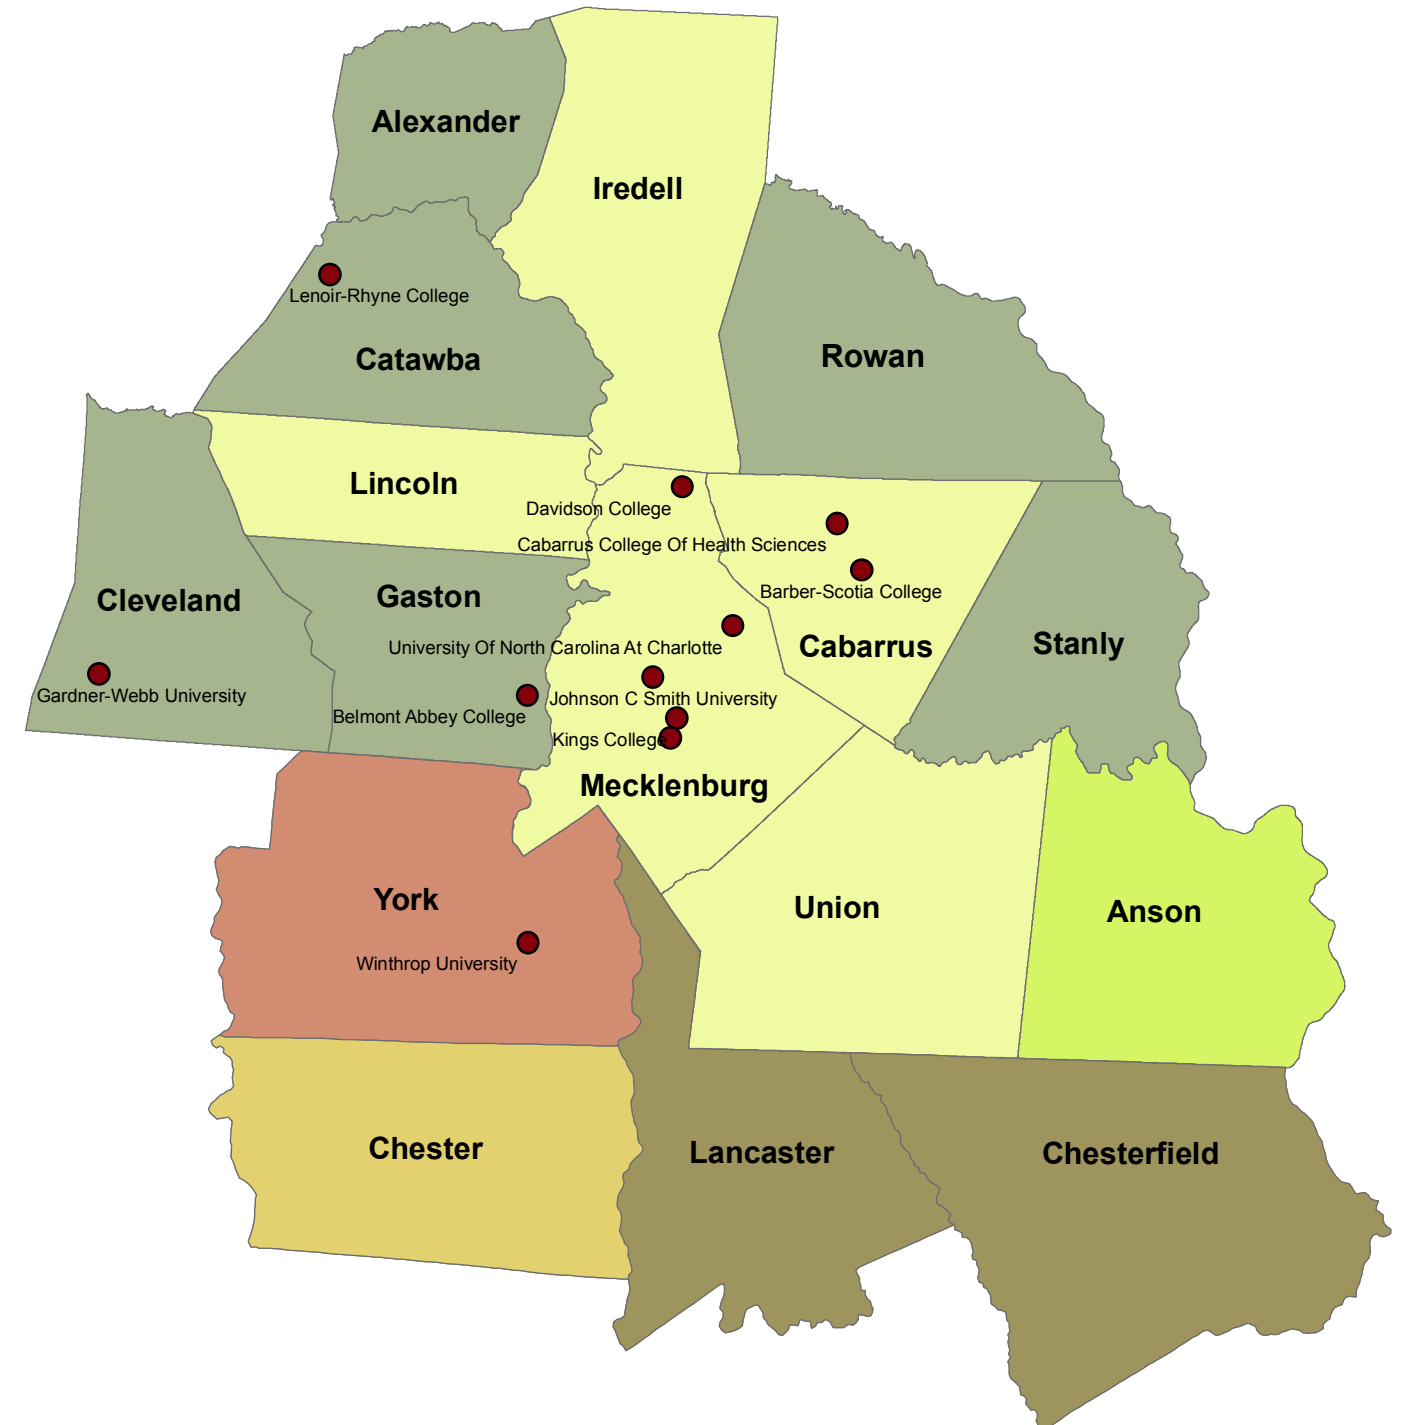 Alexander
Iredell
Lenoir-Rhyne College
Catawba
Rowan
Lincoln
Davidson College
Cabarrus College Of Health Sciences
Barber-Scotia College
Cleveland
Gaston
University Of North Carolina At Charlotte
Cabarrus
Stanly
Gardner-Webb University
Johnson C Smith University
Belmont Abbey College
Kings College
Mecklenburg
York
Union
Anson
Winthrop University
Chester
Lancaster
Chesterfield